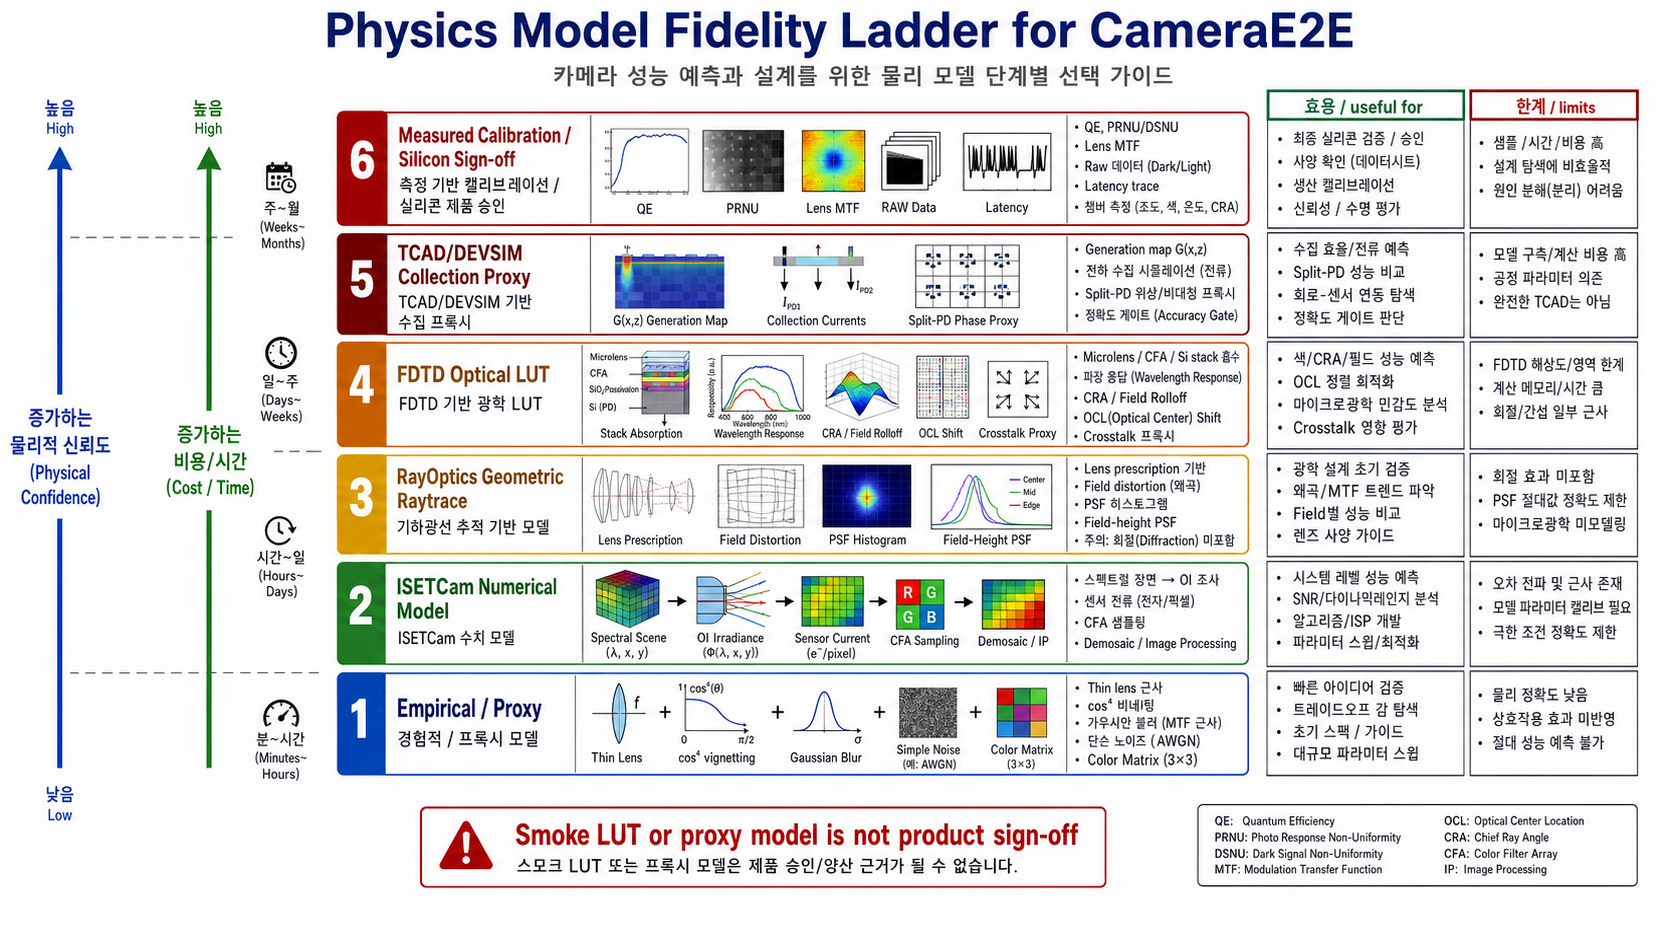 Physics Model Fidelity Ladder for CameraE2E
카메라 성능 예측과 설계를 위한 물리 모델 단계별 선택 가이드
높음
High
높음
High
증가하는
물리적 신뢰도
(Physical
Confidence)
증가하는
비용/시간
(Cost / Time)
낮음
Low
주~월
(Weeks~
Months)
일~주
(Days~
Weeks)
시간~일
(Hours~
Days)
분~시간
(Minutes~
Hours)
효용 / useful for
한계 / limits
6
Measured Calibration /
Silicon Sign-off
측정 기반 캘리브레이션 /
실리콘 제품 승인
QE
PRNU
Lens MTF
RAW Data
Latency
• QE, PRNU/DSNU
• Lens MTF
• Raw 데이터 (Dark/Light)
• Latency trace
• 챔버 측정 (조도, 색, 온도, CRA)
• 최종 실리콘 검증 / 승인
• 사양 확인 (데이터시트)
• 생산 캘리브레이션
• 신뢰성 / 수명 평가
• 샘플 /시간/비용 高
• 설계 탐색에 비효율적
• 원인 분해(분리) 어려움
5
TCAD/DEVSIM
Collection Proxy
TCAD/DEVSIM 기반
수집 프록시
G(x,z) Generation Map
I PD1
I PD2
Collection Currents
Split-PD Phase Proxy
• Generation map G(x,z)
• 전하 수집 시믈레이션 (전류)
• Split-PD 위상/비대청 프록시
• 정확도 게이트 (Accuracy Gate)
• 수집 효율/전류 예측
• Split-PD 성능 비교
• 회로-센서 연동 탐색
• 정확도 게이트 판단
• 모델 구축/계산 비용 高
• 공정 파라미터 의존
• 완전한 TCAD는 아님
4
FDTD Optical LUT
FDTD 기반 광학 LUT
Microlens
CFA
SiO₂/Passivation
Si (PD)
Stack Absorption
Responsivity (a.u.)
400 600 800 1000
Wavelength (nm)
Wavelength Response
CRA / Field Rolloff
OCL Shift
Crosstalk Proxy
• Microlens / CFA / Si stack 흡수
• 파장 응답 (Wavelength Response)
• CRA / Field Rolloff
• OCL(Optical Center) Shift
• Crosstalk 프록시
• 색/CRA/필드 성능 예측
• OCL 정렬 최적화
• 마이크로광학 민감도 분석
• Crosstalk 영항 평가
• FDTD 해상도/영역 한계
• 계산 메모리/시간 큼
• 회절/간섭 일부 근사
3
RayOptics Geometric
Raytrace
기하광선 추적 기반 모델
Lens Prescription
Field Distortion
PSF Histogram
Center
Mid
Edge
Field-Height PSF
• Lens prescription 기반
• Field distortion (왜곡)
• PSF 히스토그램
• Field-height PSF
• 주의: 회절(Diffraction) 미포함
• 광학 설계 초기 검증
• 왜곡/MTF 트렌드 파악
• Field별 성능 비교
• 렌즈 사양 가이드
• 회절 효과 미포함
• PSF 절대값 정확도 제한
• 마이크로광학 미모델링
2
ISETCam Numerical
Model
ISETCam 수치 모델
Spectral Scene
(λ, x, y)
OI Irradiance
(Φ(λ, x, y))
Sensor Current
(e⁻/pixel)
R G
G B
CFA Sampling
Demosaic / IP
• 스펙트럴 장면 → OI 조사
• 센서 전류 (전자/픽셀)
• CFA 샘플링
• Demosaic / Image Processing
• 시스템 레벨 성능 예측
• SNR/다이나믹레인지 분석
• 알고리즘/ISP 개발
• 파라미터 스윕/최적화
• 오차 전파 및 근사 존재
• 모델 파라미터 캘리브 필요
• 극한 조건 정확도 제한
1
Empirical / Proxy
경험적 / 프록시 모델
f
Thin Lens
+
1 cos⁴(θ)
0 π/2
cos⁴ vignetting
+
σ
Gaussian Blur
+
Simple Noise
(예: AWGN)
+
Color Matrix
(3×3)
• Thin lens 근사
• cos⁴ 비네팅
• 가우시안 블러 (MTF 근사)
• 단순 노이즈 (AWGN)
• Color Matrix (3×3)
• 빠른 아이디어 검증
• 트레이드오프 감 탐색
• 초기 스팩 / 가이드
• 대규모 파라미터 스윕
• 물리 정확도 낮음
• 상호작용 효과 미반영
• 절대 성능 예측 불가
Smoke LUT or proxy model is not product sign-off
스모크 LUT 또는 프록시 모델은 제품 승인/양산 근거가 될 수 없습니다.
QE: Quantum Efficiency
PRNU: Photo Response Non-Uniformity
DSNU: Dark Signal Non-Uniformity
MTF: Modulation Transfer Function
OCL: Optical Center Location
CRA: Chief Ray Angle
CFA: Color Filter Array
IP: Image Processing